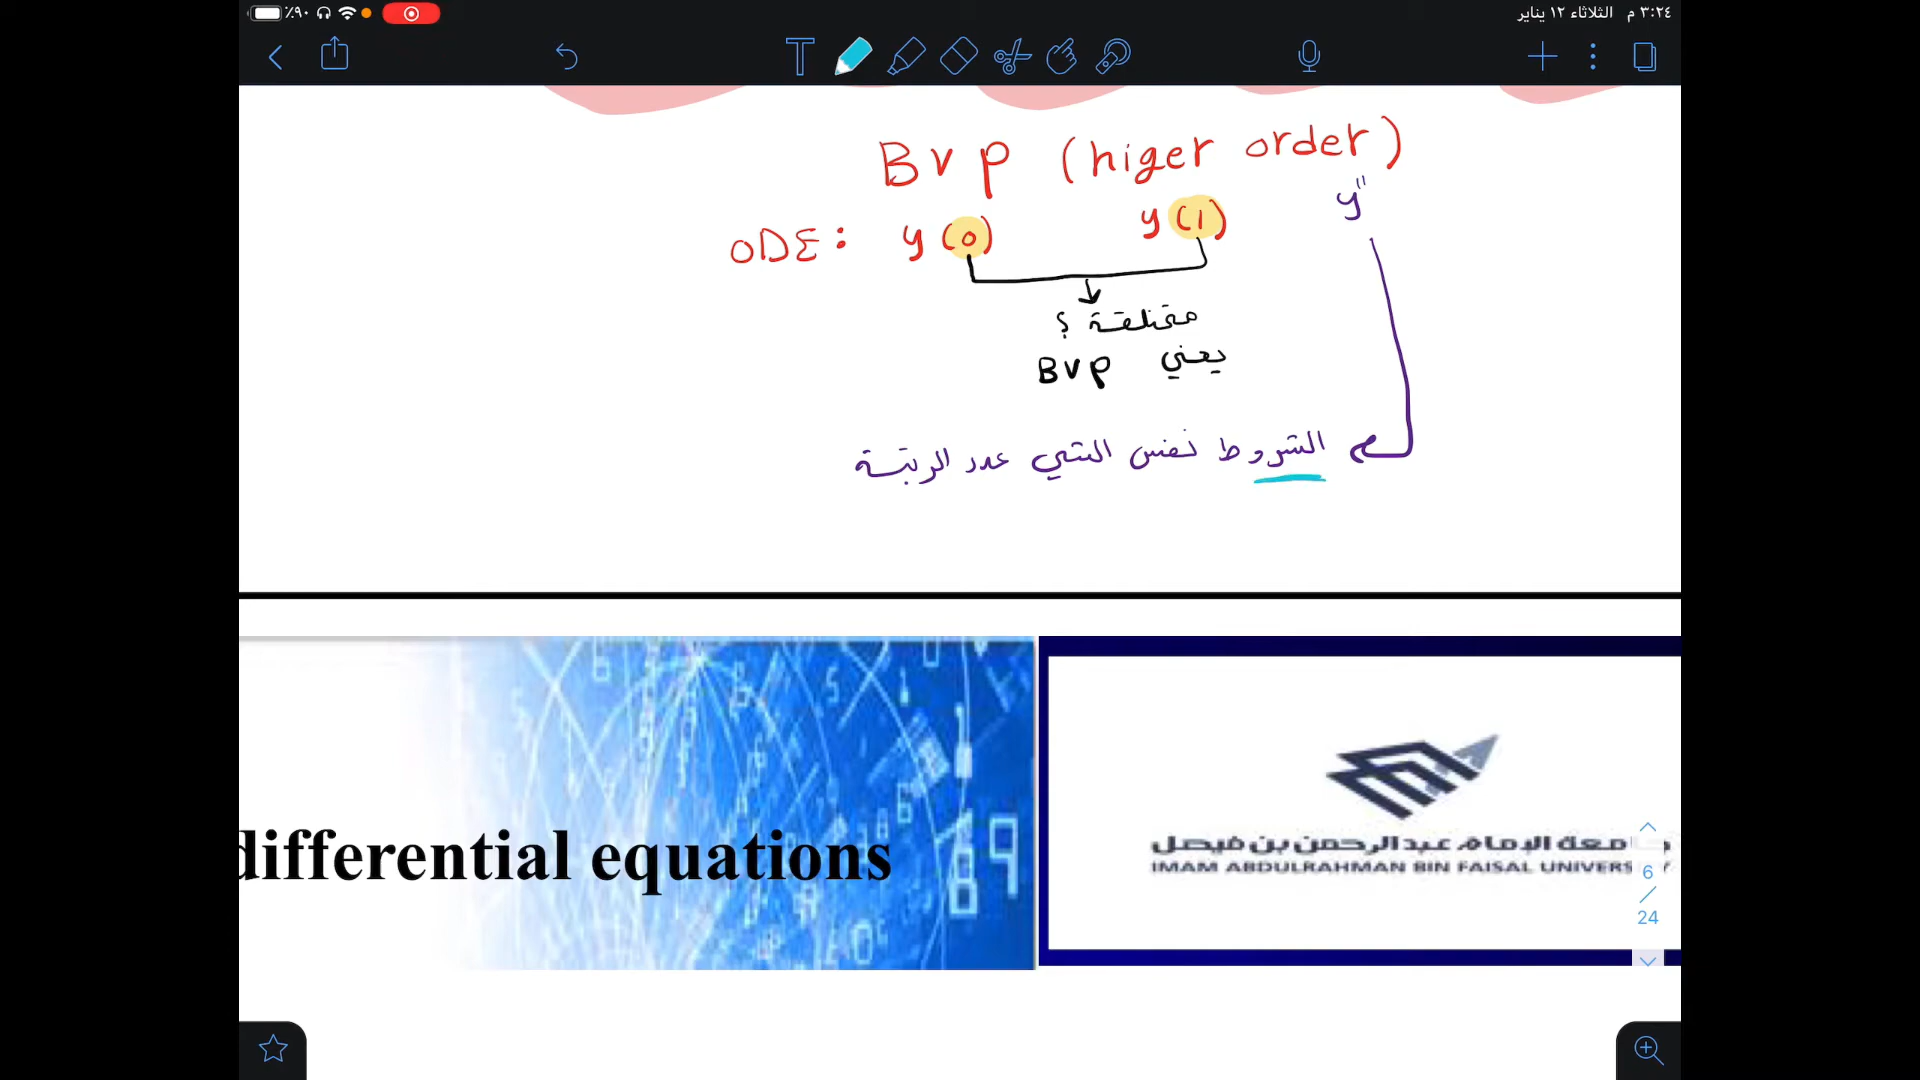 ٣:٢٤ م الثلاثاء ١٢ يناير
٪٩٠
Bvp (higer order)
ODE: y(0) y(1) y"
مختلفة ؟
يعني Bvp
الشروط نفس الشي عدد الرتبة
differential equations
جامعة الإمام عبدالرحمن بن فيصل
IMAM ABDULRAHMAN BIN FAISAL UNIVERSITY
6
/
24